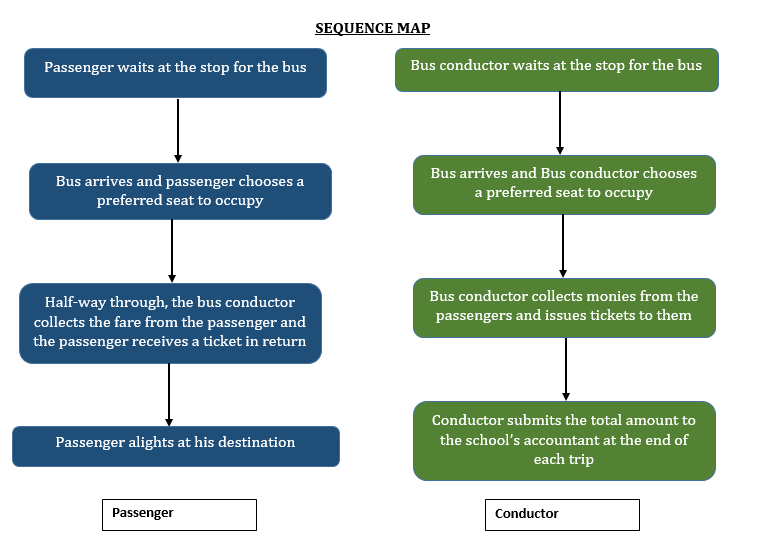 SEQUENCE MAP
Passenger waits at the stop for the bus
Bus arrives and passenger chooses a
preferred seat to occupy
Half-way through, the bus conductor
collects the fare from the passenger and
the passenger receives a ticket in return
Passenger alights at his destination
Passenger
Bus conductor waits at the stop for the bus
Bus arrives and Bus conductor chooses
a preferred seat to occupy
Bus conductor collects monies from the
passengers and issues tickets to them
Conductor submits the total amount to
the school's accountant at the end of
each trip
Conductor